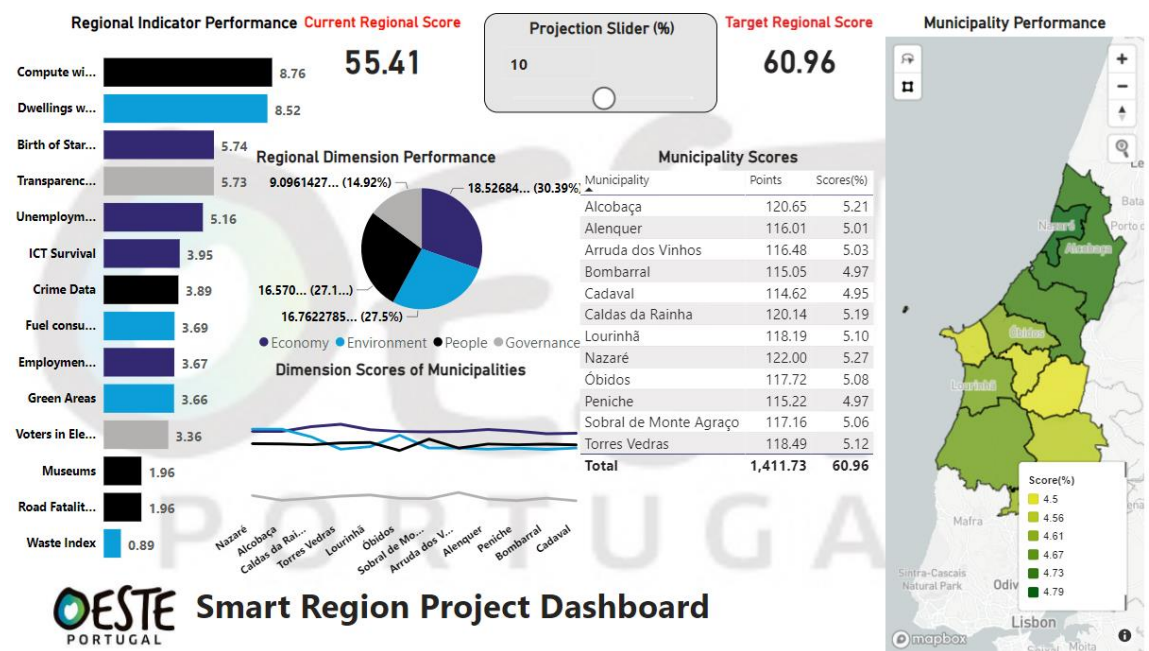 Regional Indicator Performance
Compute wi...
8.76
Dwellings w...
8.52
Birth of Star...
5.74
Transparenc...
5.73
Unemploym...
5.16
ICT Survival
3.95
Crime Data
3.89
Fuel consu...
3.69
Employmen...
3.67
Green Areas
3.66
Voters in Ele...
3.36
Museums
1.96
Road Fatalit...
1.96
Waste Index
0.89
Current Regional Score
55.41
Projection Slider (%)
10
Target Regional Score
60.96
Regional Dimension Performance
9.0961427... (14.92%)
18.52684... (30.39%)
16.570... (27.1...)
16.7622785... (27.5%)
Economy Environment People Governance
Dimension Scores of Municipalities
Nazaré
Alcobaça
Caldas da Rai...
Torres Vedras
Lourinhã
Óbidos
Sobral de Mo...
Arruda dos V...
Alenquer
Peniche
Bombarral
Cadaval
Municipality Scores
Municipality Points Scores(%)
Alcobaça 120.65 5.21
Alenquer 116.01 5.01
Arruda dos Vinhos 116.48 5.03
Bombarral 115.05 4.97
Cadaval 114.62 4.95
Caldas da Rainha 120.14 5.19
Lourinhã 118.19 5.10
Nazaré 122.00 5.27
Óbidos 117.72 5.08
Peniche 115.22 4.97
Sobral de Monte Agraço 117.16 5.06
Torres Vedras 118.49 5.12
Total 1,411.73 60.96
Municipality Performance
Le
Bata
Nazaré
Porto d
Alcobaça
Óbidos
Lourinhã
Mafra
Sintra-Cascais
Natural Park
Odiv
Lisbon
Moita
mapbox
Score(%)
4.5
4.56
4.61
4.67
4.73
4.79
OESTE
PORTUGAL
Smart Region Project Dashboard
OESTE
PORTUGA